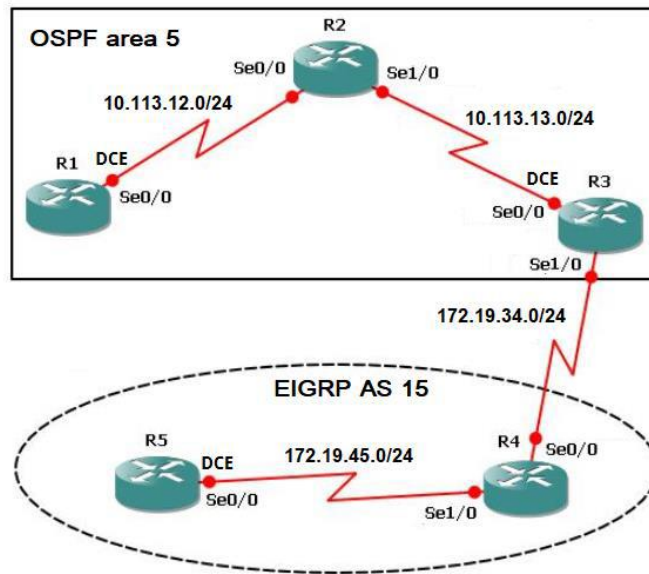 OSPF area 5
R2
Se0/0
Se1/0
10.113.12.0/24
10.113.13.0/24
DCE
R1
Se0/0
DCE
R3
Se0/0
Se1/0
172.19.34.0/24
EIGRP AS 15
R5
DCE
172.19.45.0/24
R4
Se0/0
Se0/0
Se1/0